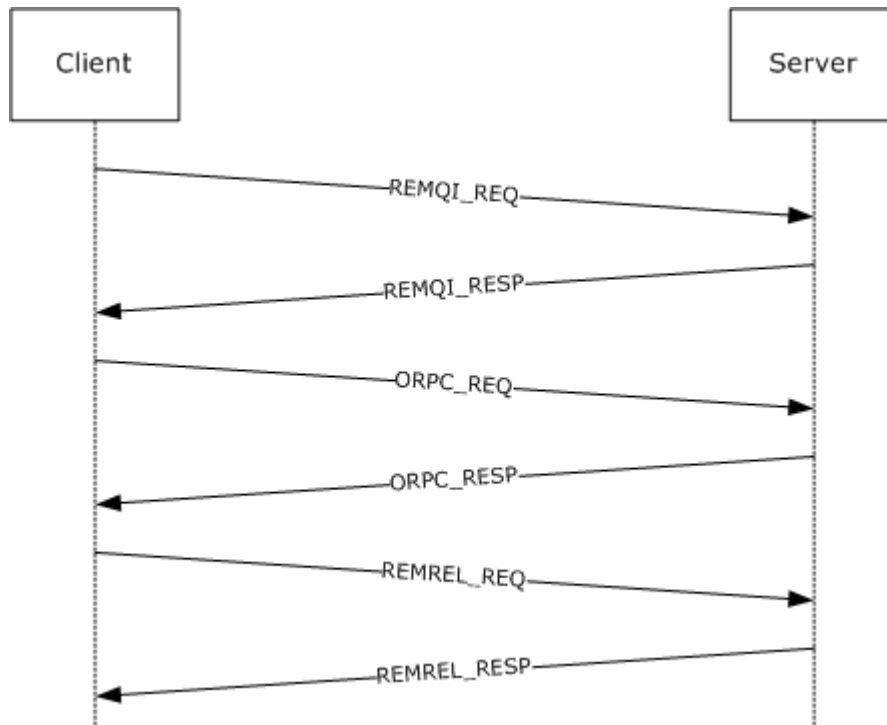 Client
Server
REMQI_REQ
REMQI_RESP
ORPC_REQ
ORPC_RESP
REMREL_REQ
REMREL_RESP